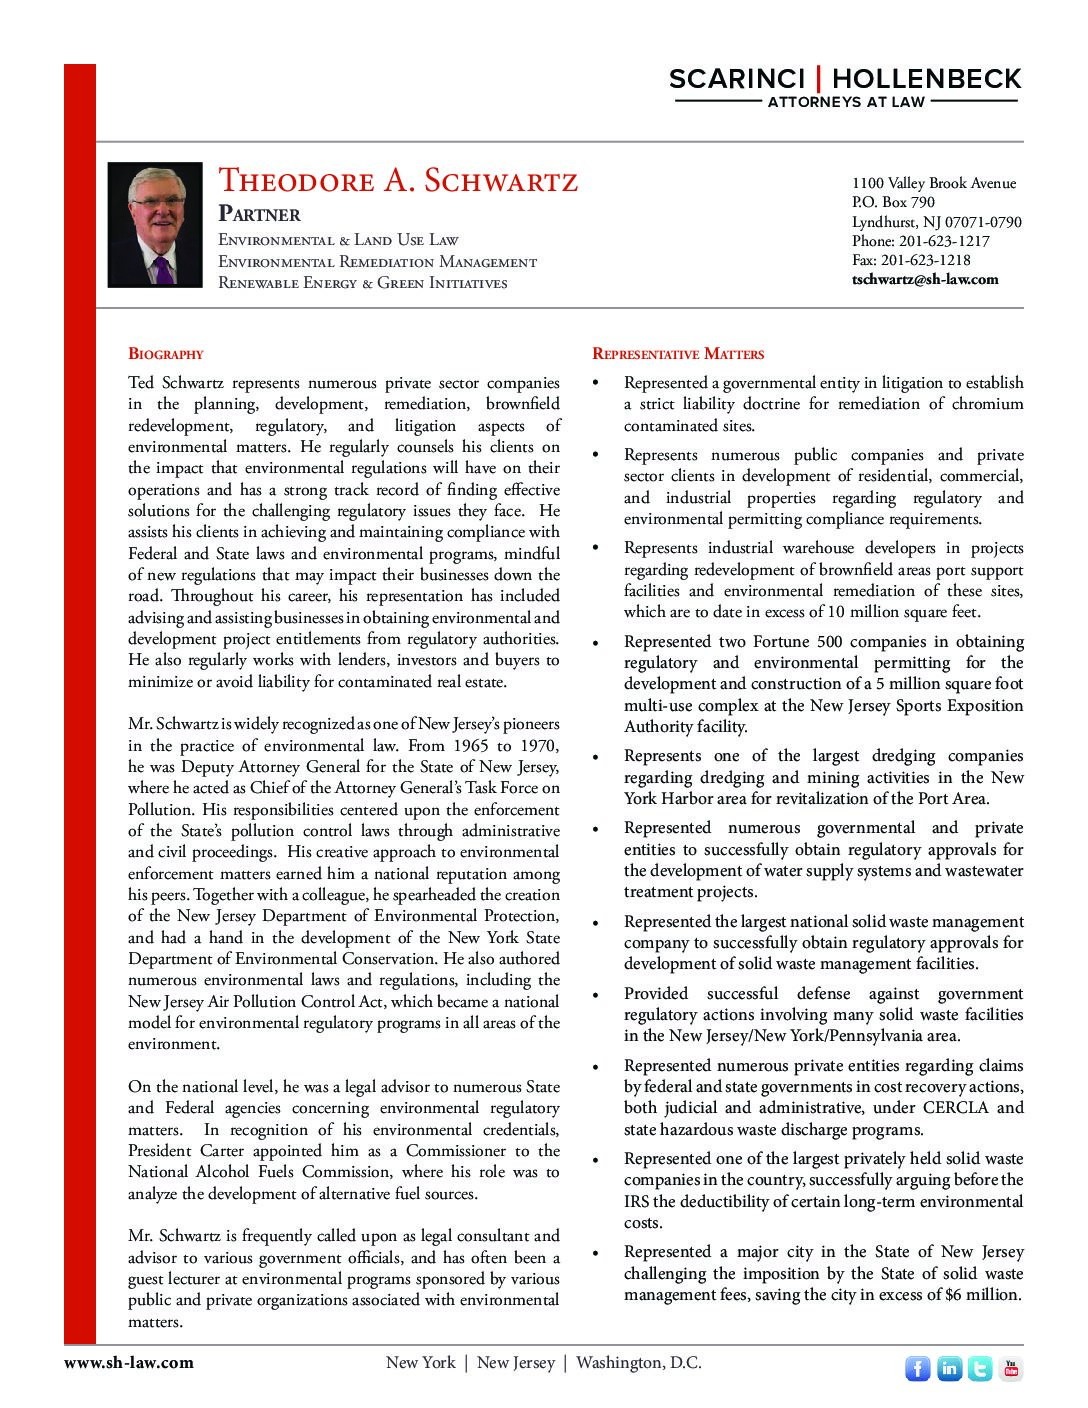 SCARINCI | HOLLENBECK
ATTORNEYS AT LAW
THEODORE A. SCHWARTZ
PARTNER
ENVIRONMENTAL & LAND USE LAW
ENVIRONMENTAL REMEDIATION MANAGEMENT
RENEWABLE ENERGY & GREEN INITIATIVES
1100 Valley Brook Avenue
P.O. Box 790
Lyndhurst, NJ 07071-0790
Phone: 201-623-1217
Fax: 201-623-1218
tschwartz@sh-law.com
BIOGRAPHY
Ted Schwartz represents numerous private sector companies
in the planning, development, remediation, brownfield
redevelopment, regulatory, and litigation aspects of
environmental matters. He regularly counsels his clients on
the impact that environmental regulations will have on their
operations and has a strong track record of finding effective
solutions for the challenging regulatory issues they face. He
assists his clients in achieving and maintaining compliance with
Federal and State laws and environmental programs, mindful
of new regulations that may impact their businesses down the
road. Throughout his career, his representation has included
advising and assisting businesses in obtaining environmental and
development project entitlements from regulatory authorities.
He also regularly works with lenders, investors and buyers to
minimize or avoid liability for contaminated real estate.
Mr. Schwartz is widely recognized as one of New Jersey's pioneers
in the practice of environmental law. From 1965 to 1970,
he was Deputy Attorney General for the State of New Jersey,
where he acted as Chief of the Attorney General's Task Force on
Pollution. His responsibilities centered upon the enforcement
of the State's pollution control laws through administrative
and civil proceedings. His creative approach to environmental
enforcement matters earned him a national reputation among
his peers. Together with a colleague, he spearheaded the creation
of the New Jersey Department of Environmental Protection,
and had a hand in the development of the New York State
Department of Environmental Conservation. He also authored
numerous environmental laws and regulations, including the
New Jersey Air Pollution Control Act, which became a national
model for environmental regulatory programs in all areas of the
environment.
On the national level, he was a legal advisor to numerous State
and Federal agencies concerning environmental regulatory
matters. In recognition of his environmental credentials,
President Carter appointed him as a Commissioner to the
National Alcohol Fuels Commission, where his role was to
analyze the development of alternative fuel sources.
Mr. Schwartz is frequently called upon as legal consultant and
advisor to various government officials, and has often been a
guest lecturer at environmental programs sponsored by various
public and private organizations associated with environmental
matters.
REPRESENTATIVE MATTERS
• Represented a governmental entity in litigation to establish
a strict liability doctrine for remediation of chromium
contaminated sites.
• Represents numerous public companies and private
sector clients in development of residential, commercial,
and industrial properties regarding regulatory and
environmental permitting compliance requirements.
• Represents industrial warehouse developers in projects
regarding redevelopment of brownfield areas port support
facilities and environmental remediation of these sites,
which are to date in excess of 10 million square feet.
• Represented two Fortune 500 companies in obtaining
regulatory and environmental permitting for the
development and construction of a 5 million square foot
multi-use complex at the New Jersey Sports Exposition
Authority facility.
• Represents one of the largest dredging companies
regarding dredging and mining activities in the New
York Harbor area for revitalization of the Port Area.
• Represented numerous governmental and private
entities to successfully obtain regulatory approvals for
the development of water supply systems and wastewater
treatment projects.
• Represented the largest national solid waste management
company to successfully obtain regulatory approvals for
development of solid waste management facilities.
• Provided successful defense against government
regulatory actions involving many solid waste facilities
in the New Jersey/New York/Pennsylvania area.
• Represented numerous private entities regarding claims
by federal and state governments in cost recovery actions,
both judicial and administrative, under CERCLA and
state hazardous waste discharge programs.
• Represented one of the largest privately held solid waste
companies in the country, successfully arguing before the
IRS the deductibility of certain long-term environmental
costs.
• Represented a major city in the State of New Jersey
challenging the imposition by the State of solid waste
management fees, saving the city in excess of $6 million.
www.sh-law.com
New York | New Jersey | Washington, D.C.
f
in
t
You Tube